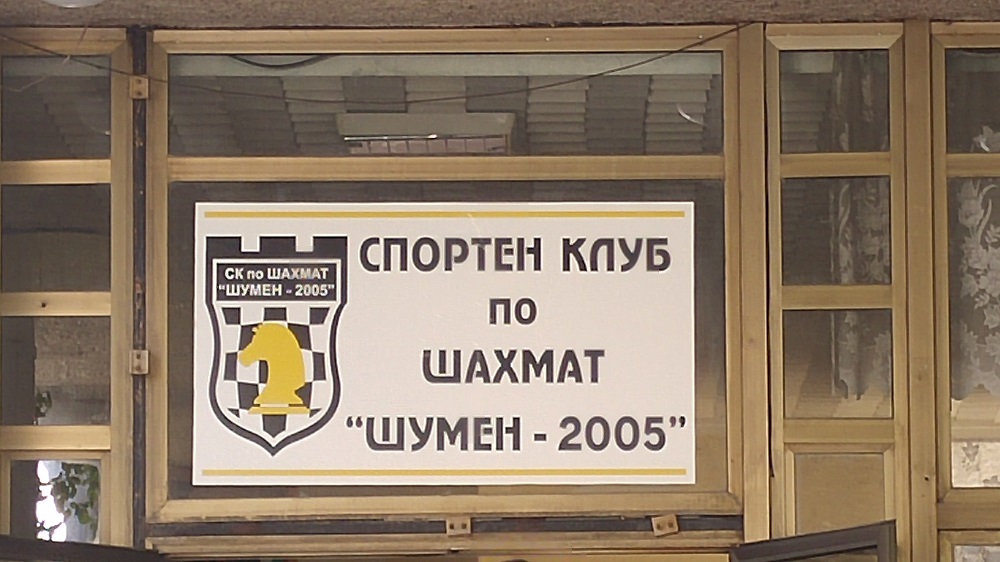 СК по ШАХМАТ
"ШУМЕН - 2005"
СПОРТЕН КЛУБ
ПО
ШАХМАТ
“ШУМЕН - 2005”